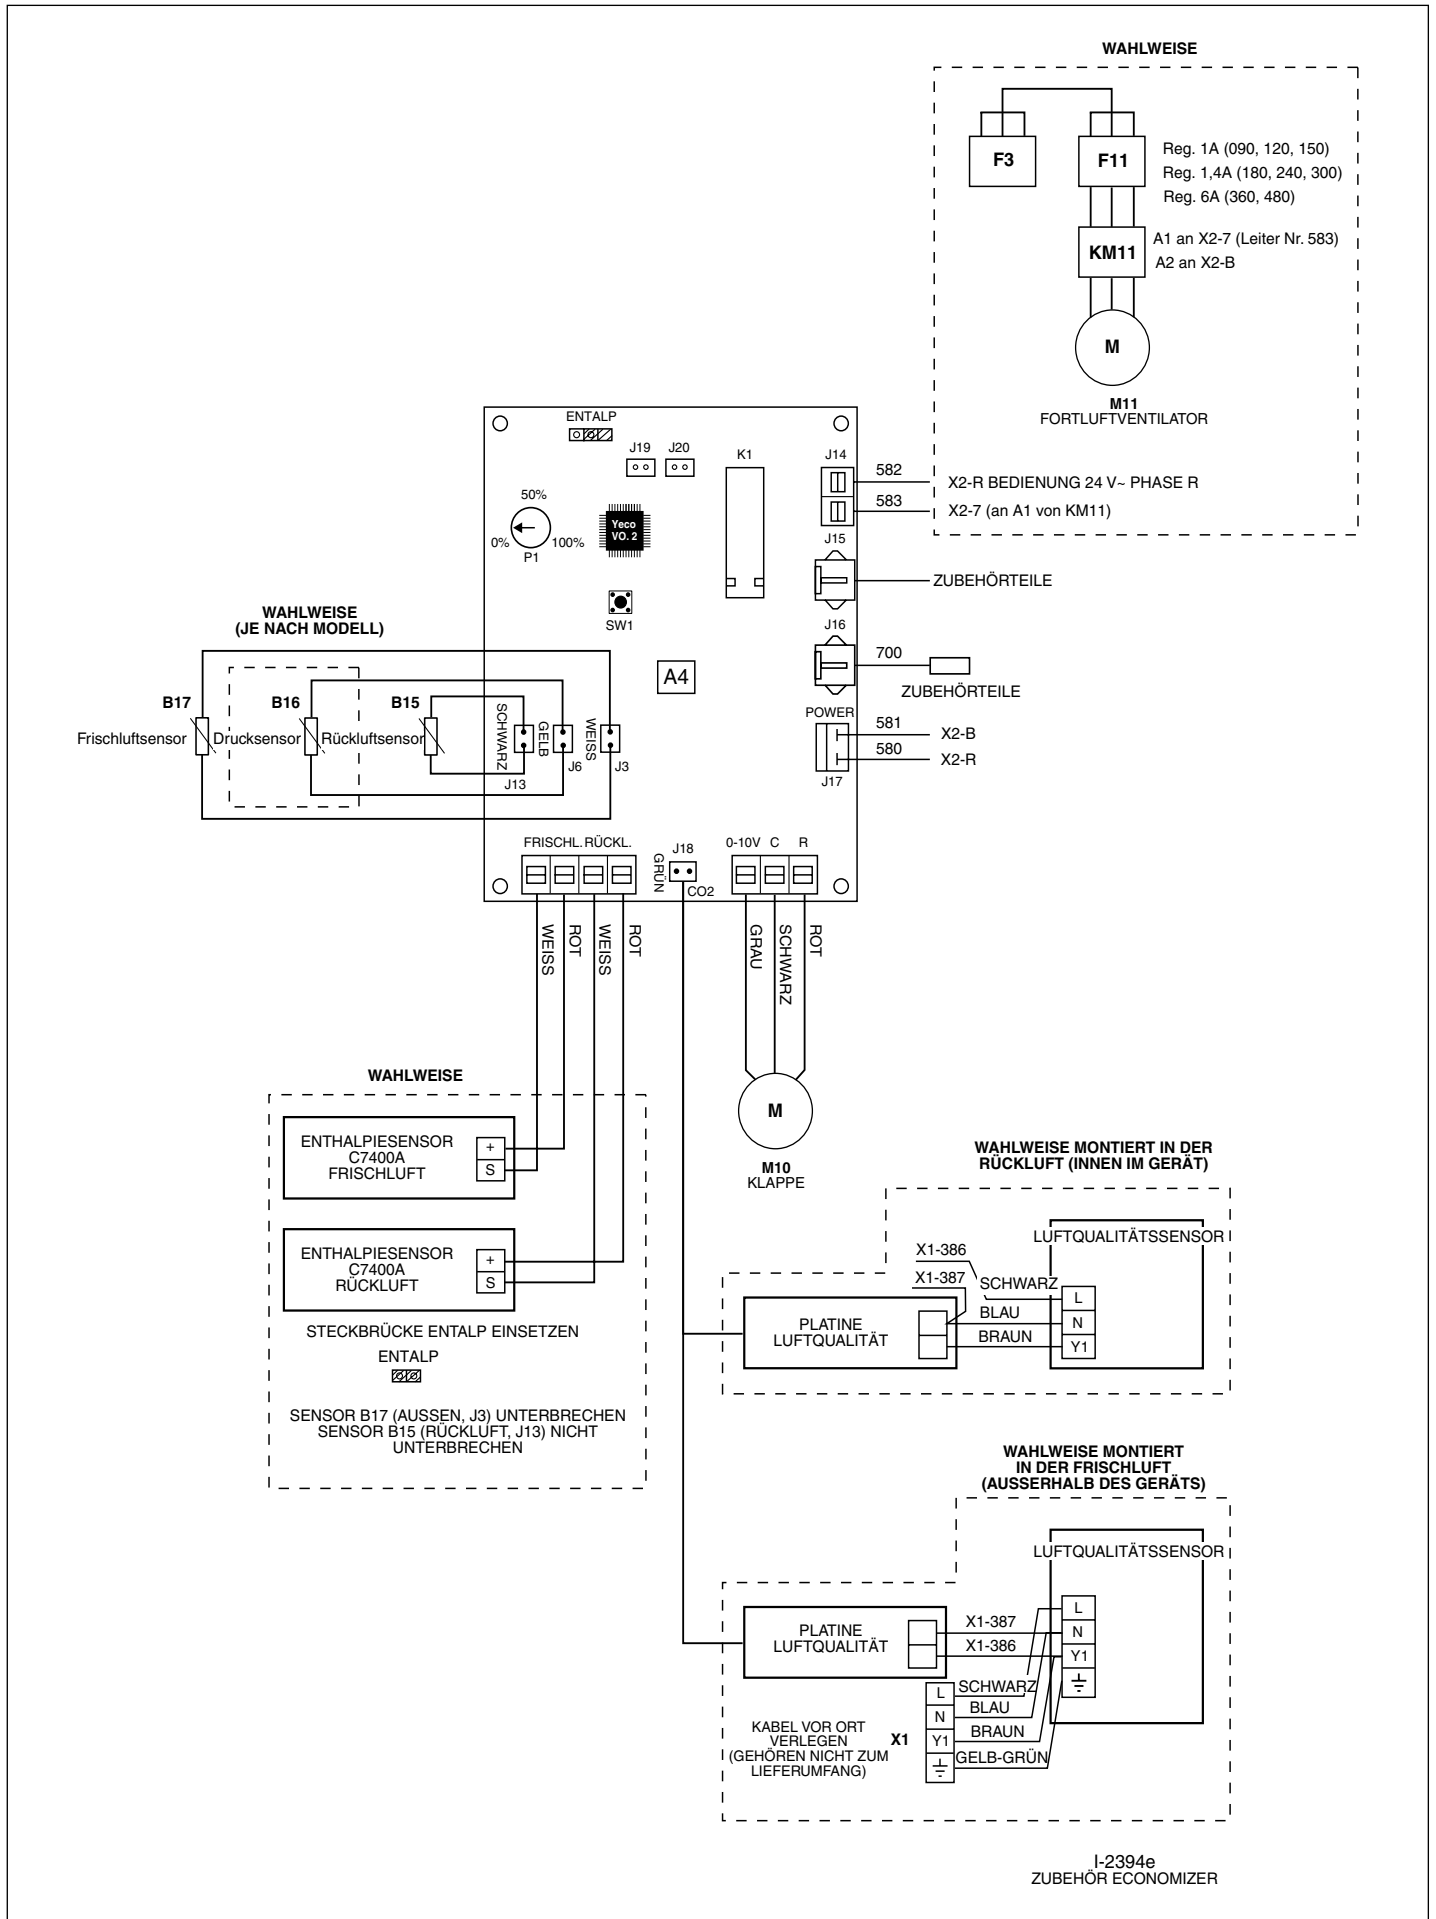 WAHLWEISE
F3
F11
Reg. 1A (090, 120, 150)
Reg. 1,4A (180, 240, 300)
Reg. 6A (360, 480)
KM11
A1 an X2-7 (Leiter Nr. 583)
A2 an X2-B
M
M11
FORTLUFTVENTILATOR
ENTALP
J19
J20
K1
J14
582
X2-R BEDIENUNG 24 V~ PHASE R
583
X2-7 (an A1 von KM11)
50%
0%
100%
P1
Yeco
VO. 2
J15
ZUBEHÖRTEILE
SW1
J16
700
ZUBEHÖRTEILE
A4
WAHLWEISE
(JE NACH MODELL)
B17
B16
B15
Frischluftsensor
Drucksensor
Rückluftsensor
SCHWARZ
GELB
WEISS
J13
J6
J3
POWER
581
X2-B
580
X2-R
J17
FRISCHL.
RÜCKL.
GRÜN
J18
CO2
0-10V
C
R
WEISS
ROT
WEISS
ROT
GRAU
SCHWARZ
ROT
M
M10
KLAPPE
WAHLWEISE
ENTHALPIESENSOR
C7400A
FRISCHLUFT
+
S
ENTHALPIESENSOR
C7400A
RÜCKLUFT
+
S
STECKBRÜCKE ENTALP EINSETZEN
ENTALP
SENSOR B17 (AUSSEN, J3) UNTERBRECHEN
SENSOR B15 (RÜCKLUFT, J13) NICHT
UNTERBRECHEN
WAHLWEISE MONTIERT IN DER
RÜCKLUFT (INNEN IM GERÄT)
LUFTQUALITÄTSSENSOR
X1-386
X1-387
SCHWARZ
BLAU
BRAUN
L
N
Y1
PLATINE
LUFTQUALITÄT
WAHLWEISE MONTIERT
IN DER FRISCHLUFT
(AUSSERHALB DES GERÄTS)
LUFTQUALITÄTSSENSOR
PLATINE
LUFTQUALITÄT
X1-387
X1-386
L
N
Y1
SCHWARZ
BLAU
BRAUN
GELB-GRÜN
L
N
Y1
X1
KABEL VOR ORT
VERLEGEN
(GEHÖREN NICHT ZUM
LIEFERUMFANG)
I-2394e
ZUBEHÖR ECONOMIZER